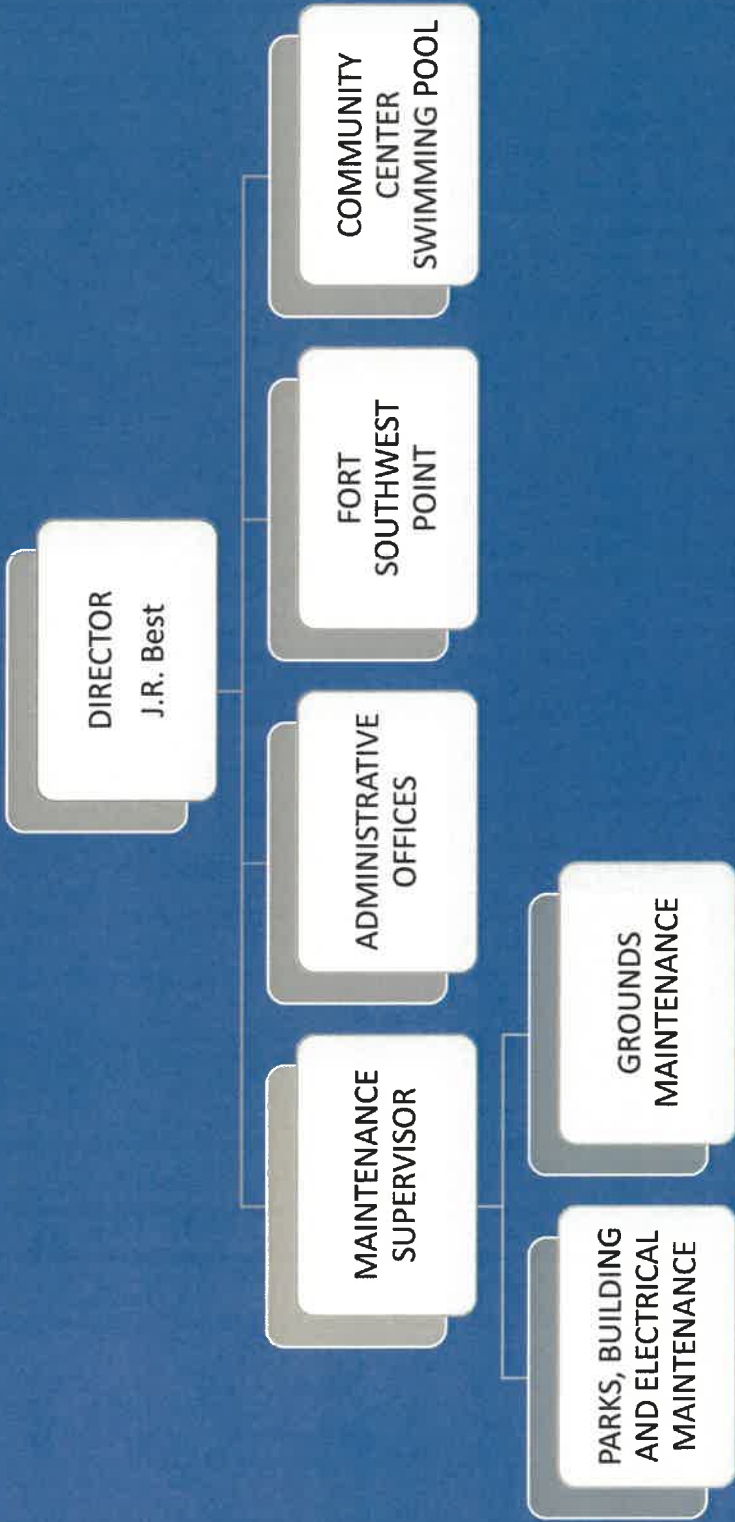 DIRECTOR
J.R. Best
MAINTENANCE
SUPERVISOR
ADMINISTRATIVE
OFFICES
FORT
SOUTHWEST
POINT
COMMUNITY
CENTER
SWIMMING POOL
PARKS, BUILDING
AND ELECTRICAL
MAINTENANCE
GROUNDS
MAINTENANCE